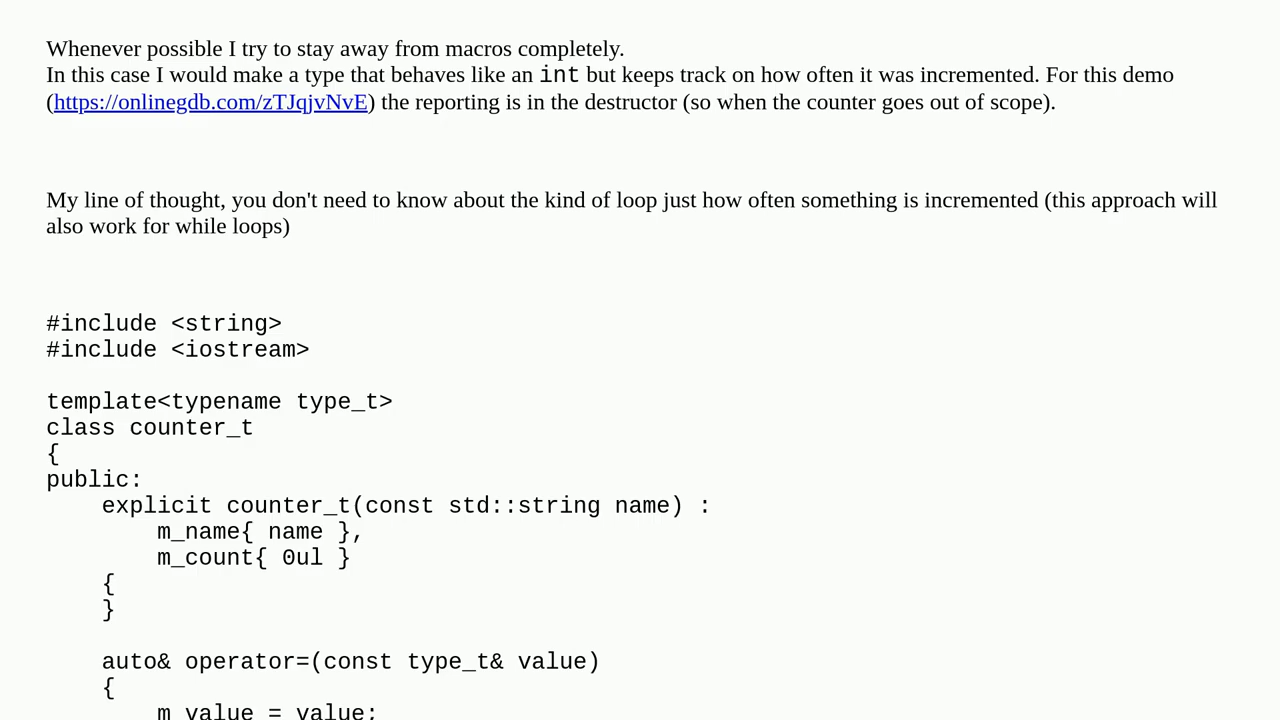 Whenever possible I try to stay away from macros completely.
In this case I would make a type that behaves like an int but keeps track on how often it was incremented. For this demo
(https://onlinegdb.com/zTJqjvNvE) the reporting is in the destructor (so when the counter goes out of scope).
My line of thought, you don't need to know about the kind of loop just how often something is incremented (this approach will
also work for while loops)
#include <string>
#include <iostream>
template<typename type_t>
class counter_t
{
public:
    explicit counter_t(const std::string name) :
        m_name{ name },
        m_count{ 0ul }
    {
    }
    auto& operator=(const type_t& value)
    {
        m_value = value;